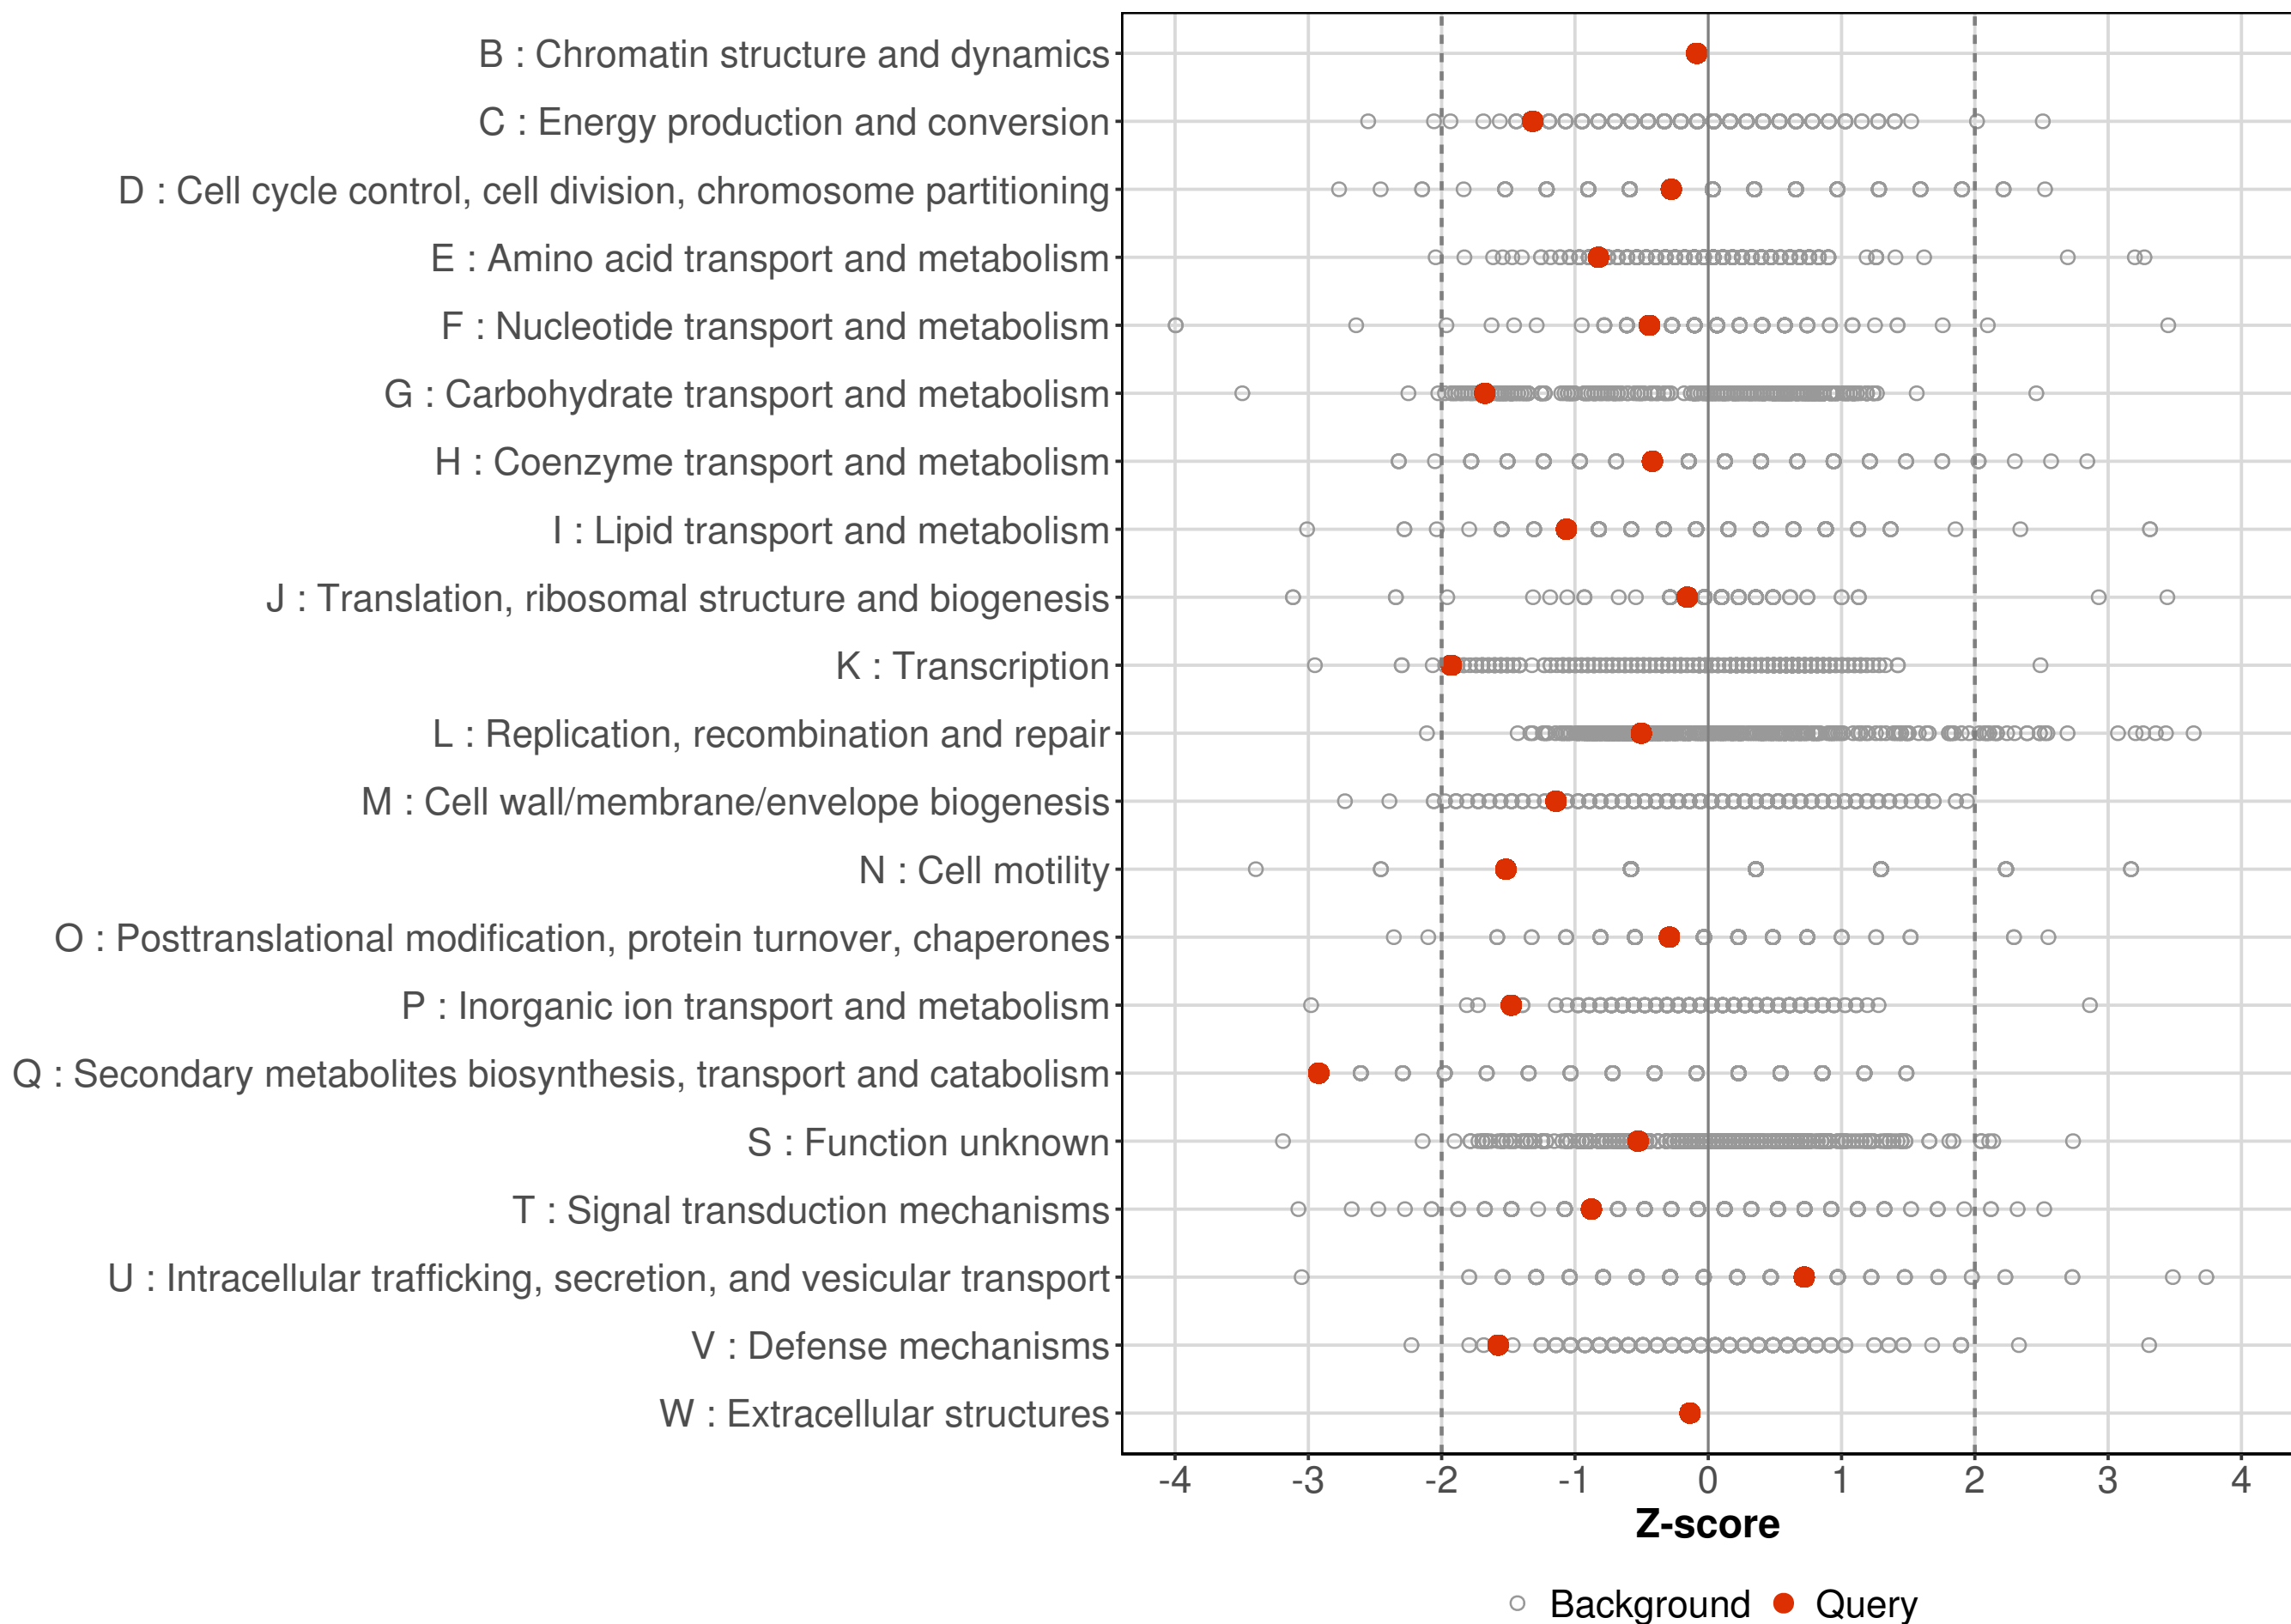 B : Chromatin structure and dynamics
C : Energy production and conversion
D : Cell cycle control, cell division, chromosome partitioning
E : Amino acid transport and metabolism
F : Nucleotide transport and metabolism
G : Carbohydrate transport and metabolism
H : Coenzyme transport and metabolism
I : Lipid transport and metabolism
J : Translation, ribosomal structure and biogenesis
K : Transcription
L : Replication, recombination and repair
M : Cell wall/membrane/envelope biogenesis
N : Cell motility
O : Posttranslational modification, protein turnover, chaperones
P : Inorganic ion transport and metabolism
Q : Secondary metabolites biosynthesis, transport and catabolism
S : Function unknown
T : Signal transduction mechanisms
U : Intracellular trafficking, secretion, and vesicular transport
V : Defense mechanisms
W : Extracellular structures
-4 -3 -2 -1 0 1 2 3 4
Z-score
Background Query